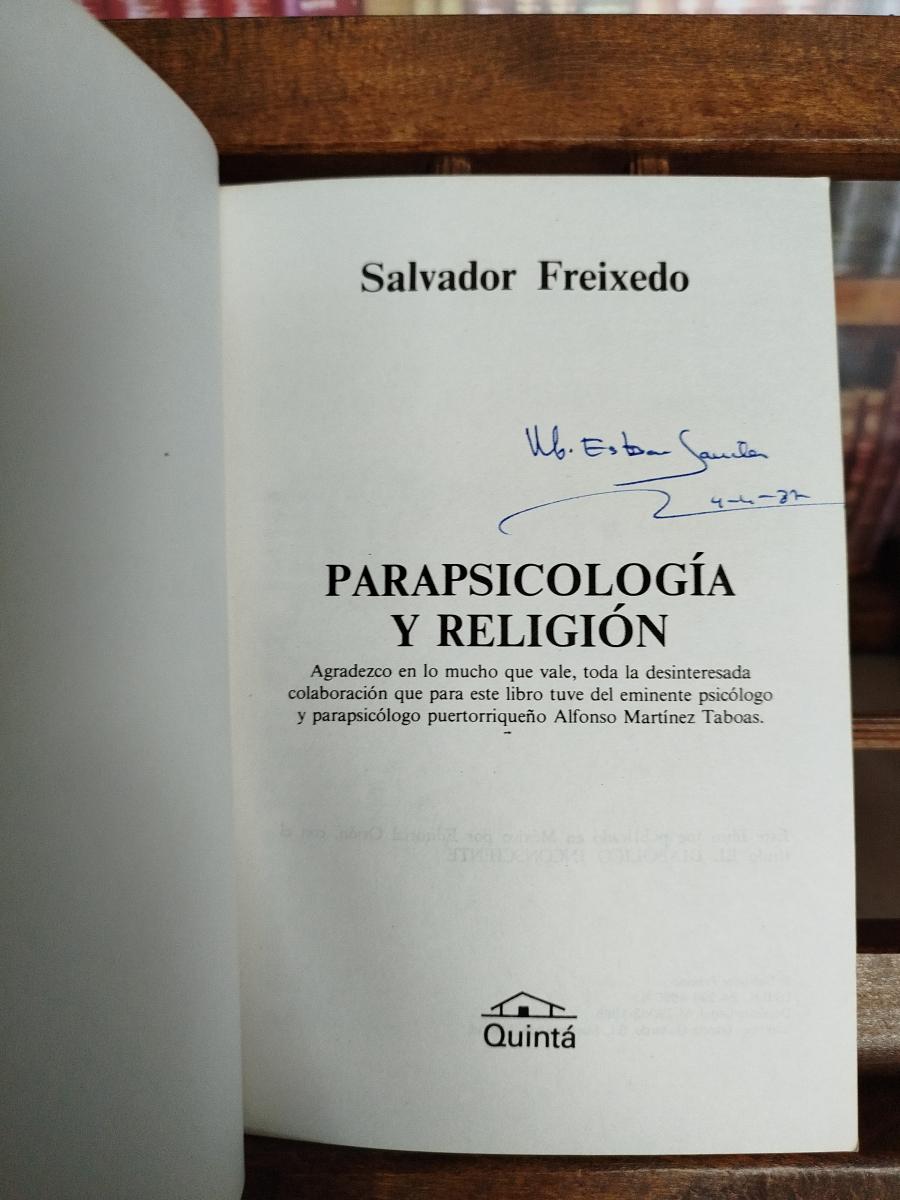 Salvador Freixedo
Esteban
PARAPSICOLOGÍA
Y RELIGIÓN
Agradezco en lo mucho que vale, toda la desinteresada
colaboración que para este libro tuve del eminente psicólogo
y parapsicólogo puertorriqueño Alfonso Martínez Taboas.
Quintá